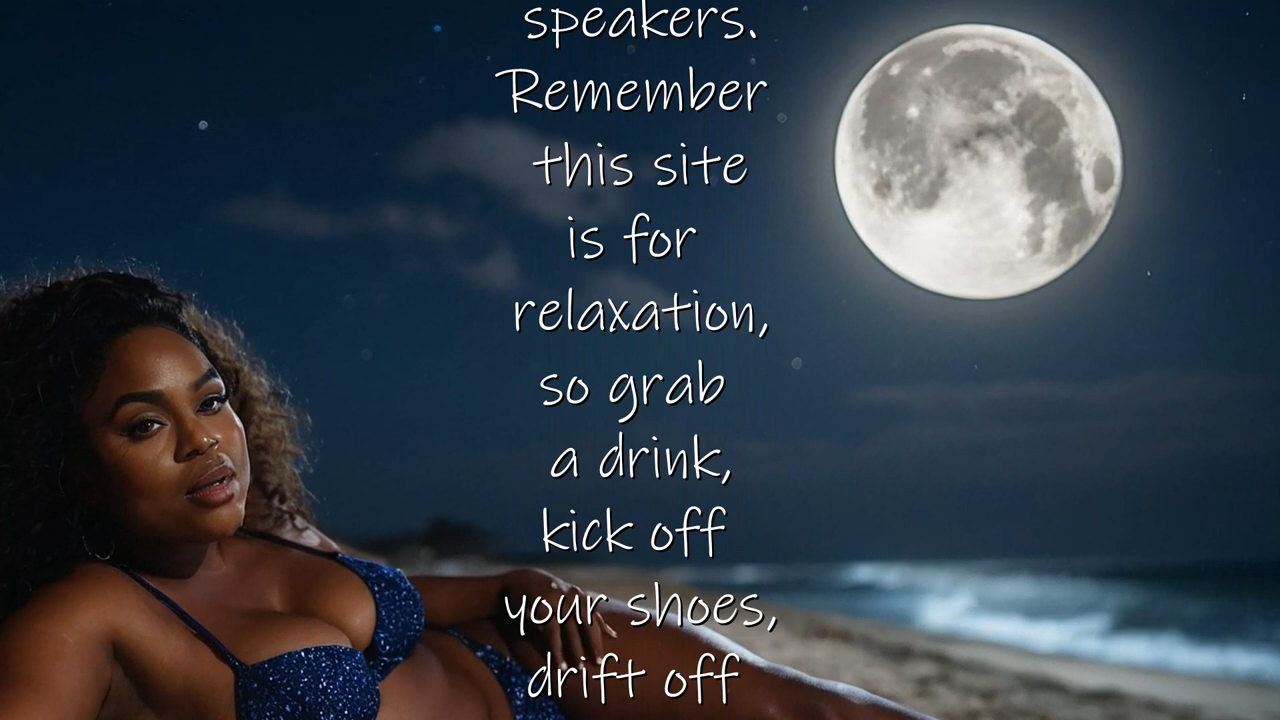 speakers.
Remember
this site
is for
relaxation,
so grab
a drink,
kick off
your shoes,
drift off